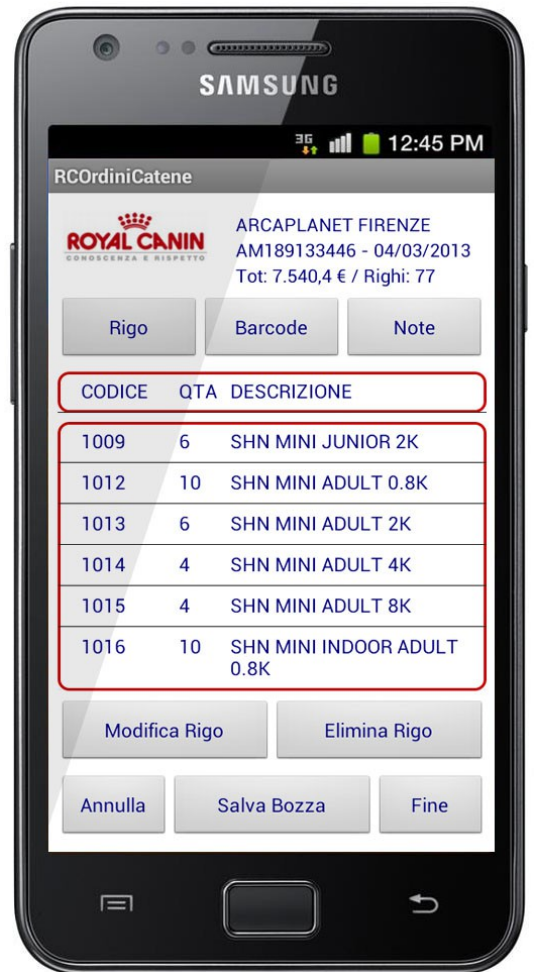 SAMSUNG
3G 12:45 PM
RCOrdiniCatene
ROYAL CANIN
CONOSCENZA E RISPETTO
ARCAPLANET FIRENZE
AM189133446 - 04/03/2013
Tot: 7.540,4 € / Righi: 77
Rigo Barcode Note
CODICE QTA DESCRIZIONE
1009 6 SHN MINI JUNIOR 2K
1012 10 SHN MINI ADULT 0.8K
1013 6 SHN MINI ADULT 2K
1014 4 SHN MINI ADULT 4K
1015 4 SHN MINI ADULT 8K
1016 10 SHN MINI INDOOR ADULT
0.8K
Modifica Rigo Elimina Rigo
Annulla Salva Bozza Fine